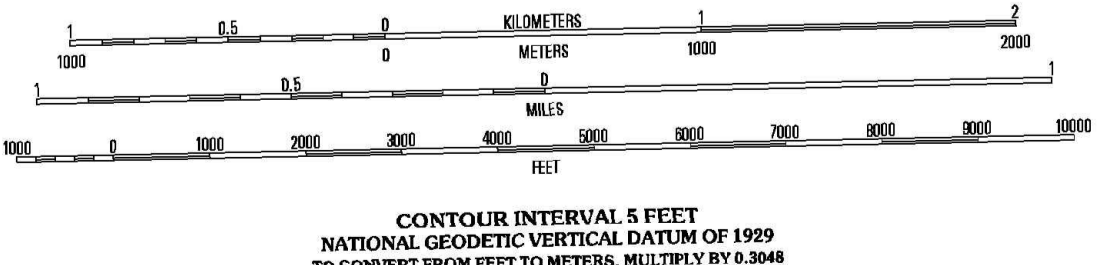 1 0.5 0 KILOMETERS 1 2
1000 0 METERS 1000 2000
1 0.5 0 1
MILES
1000 0 1000 2000 3000 4000 5000 6000 7000 8000 9000 10000
FEET
CONTOUR INTERVAL 5 FEET
NATIONAL GEODETIC VERTICAL DATUM OF 1929
TO CONVERT FROM FEET TO METERS, MULTIPLY BY 0.3048